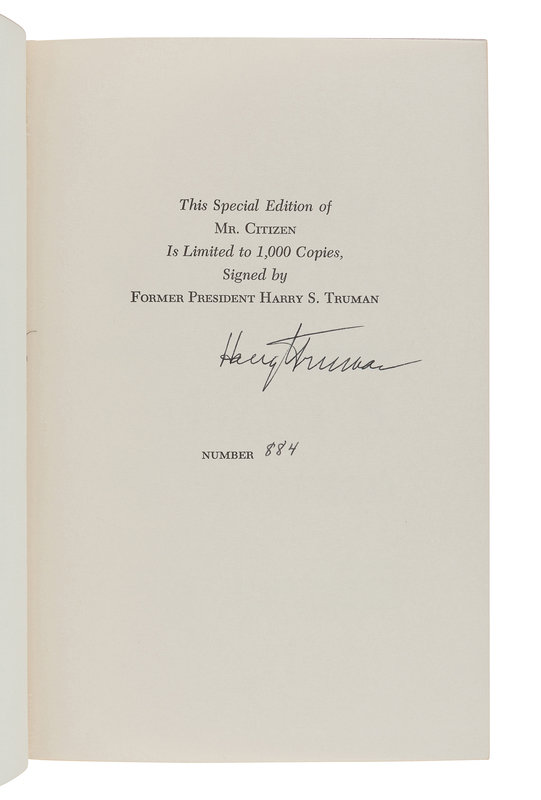 This Special Edition of
Mr. Citizen
Is Limited to 1,000 Copies,
Signed by
Former President Harry S. Truman
Harry S Truman
NUMBER 884